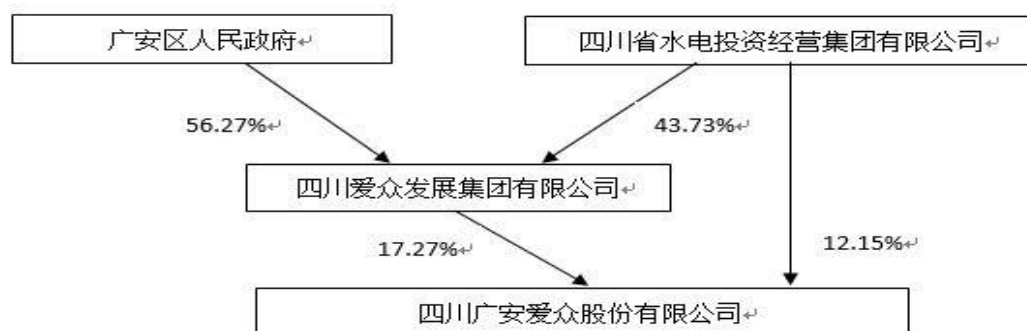 广安区人民政府↵
四川省水电投资经营集团有限公司↵
56.27%↵
43.73%↵
四川爱众发展集团有限公司↵
17.27%↵
12.15%↵
四川广安爱众股份有限公司↵